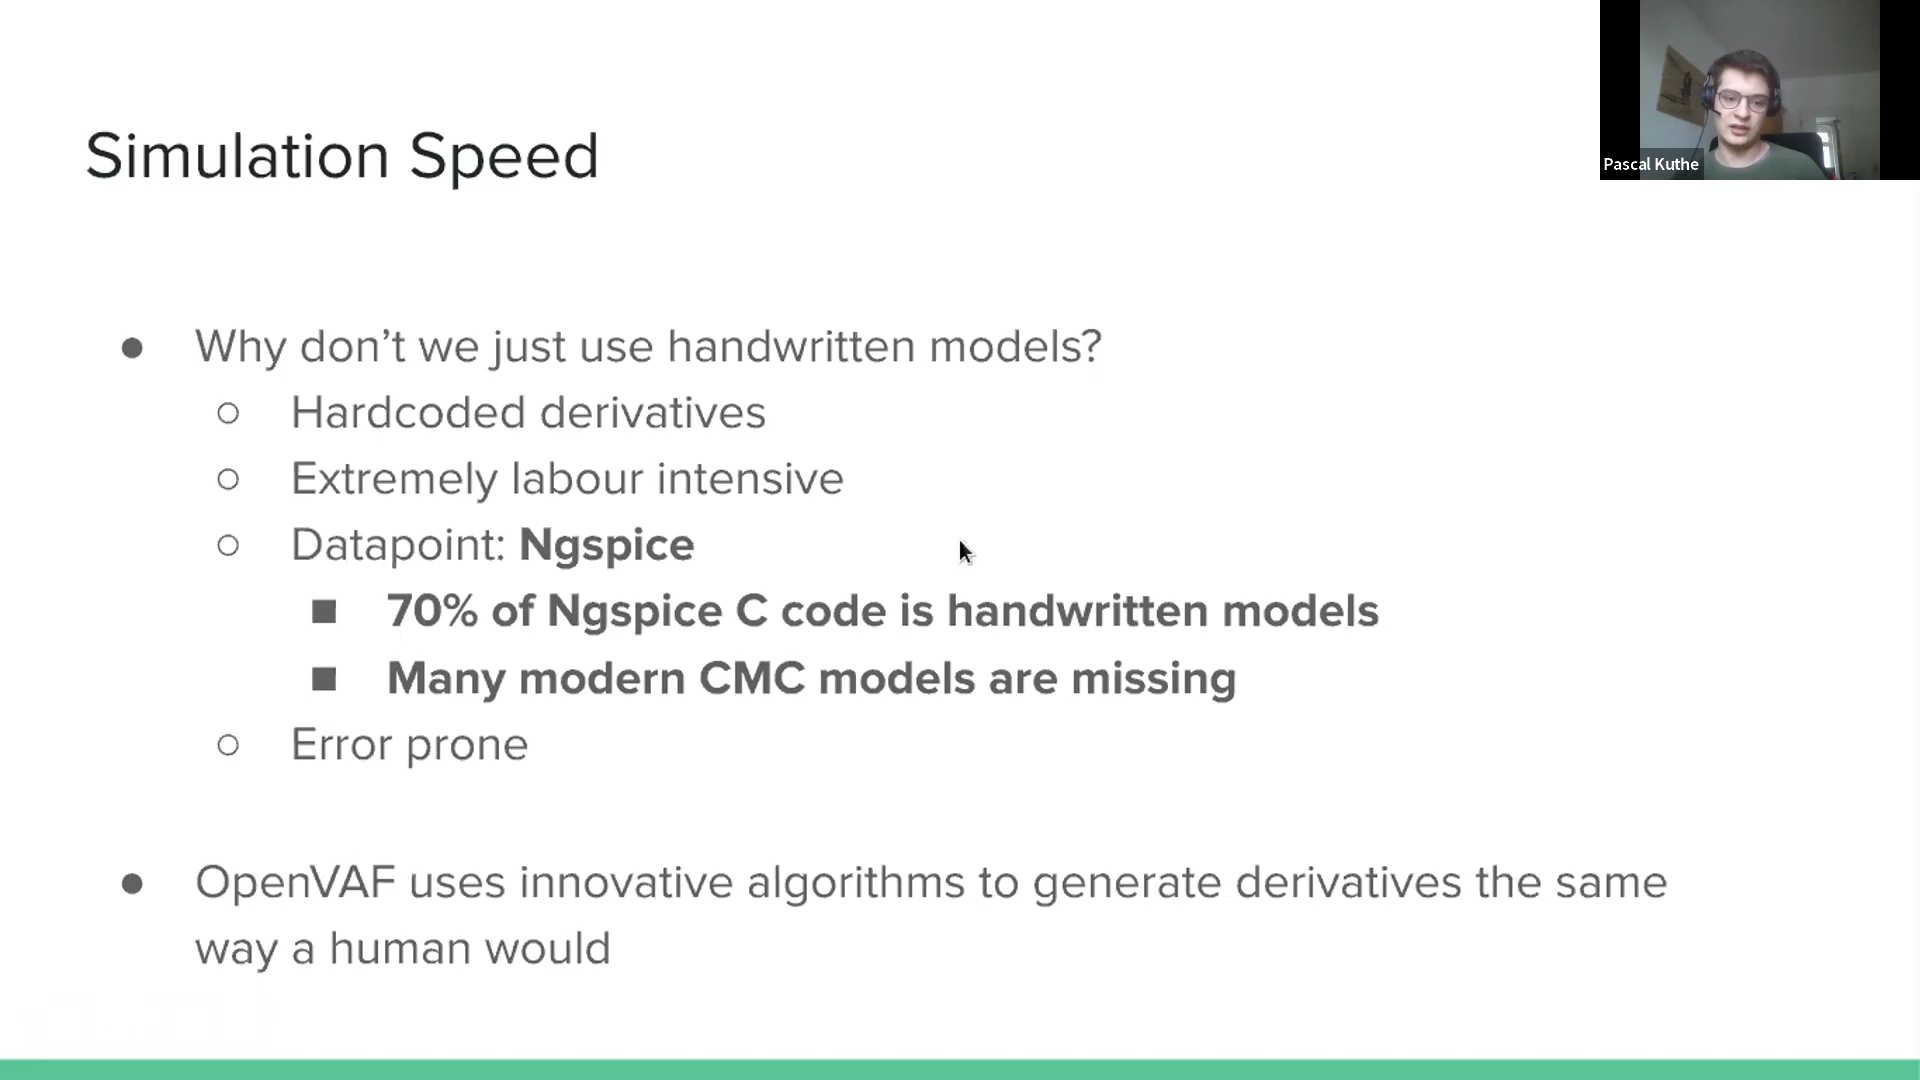 Simulation Speed
Pascal Kuthe
● Why don’t we just use handwritten models?
○ Hardcoded derivatives
○ Extremely labour intensive
○ Datapoint: Ngspice
■ 70% of Ngspice C code is handwritten models
■ Many modern CMC models are missing
○ Error prone
● OpenVAF uses innovative algorithms to generate derivatives the same
way a human would